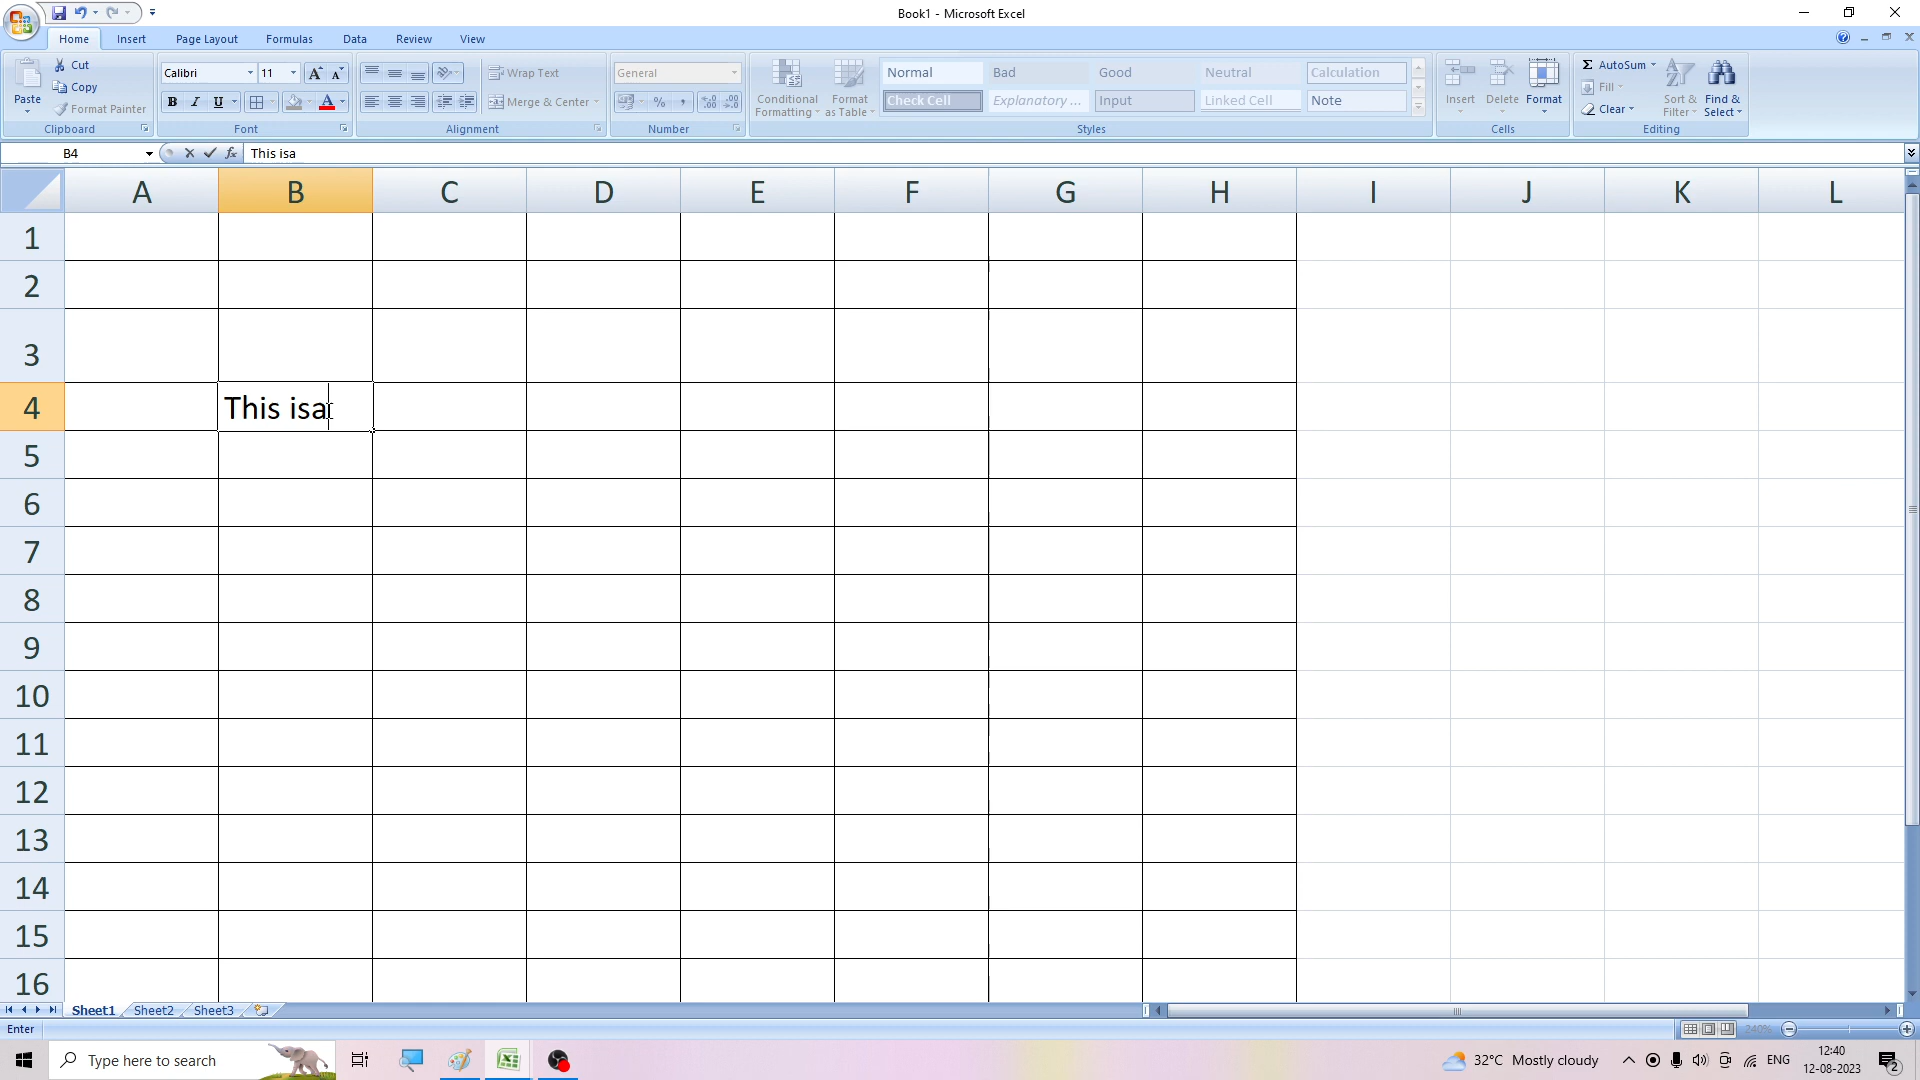 Book1 - Microsoft Excel
Home Insert Page Layout Formulas Data Review View
Paste
Cut
Copy
Format Painter
Clipboard
Calibri 11
B I U
Font
Wrap Text
Merge & Center
Alignment
General
% ,
Number
Conditional Formatting
Format as Table
Normal Bad Good Neutral Calculation
Check Cell Explanatory ... Input Linked Cell Note
Styles
Insert Delete Format
Cells
Σ AutoSum
Fill
Clear
Sort & Filter
Find & Select
Editing
B4 fx This isa
A B C D E F G H I J K L
1
2
3
4 This isa
5
6
7
8
9
10
11
12
13
14
15
16
Sheet1 Sheet2 Sheet3
Enter 240%
Type here to search
32°C Mostly cloudy
ENG
12:40
12-08-2023
2